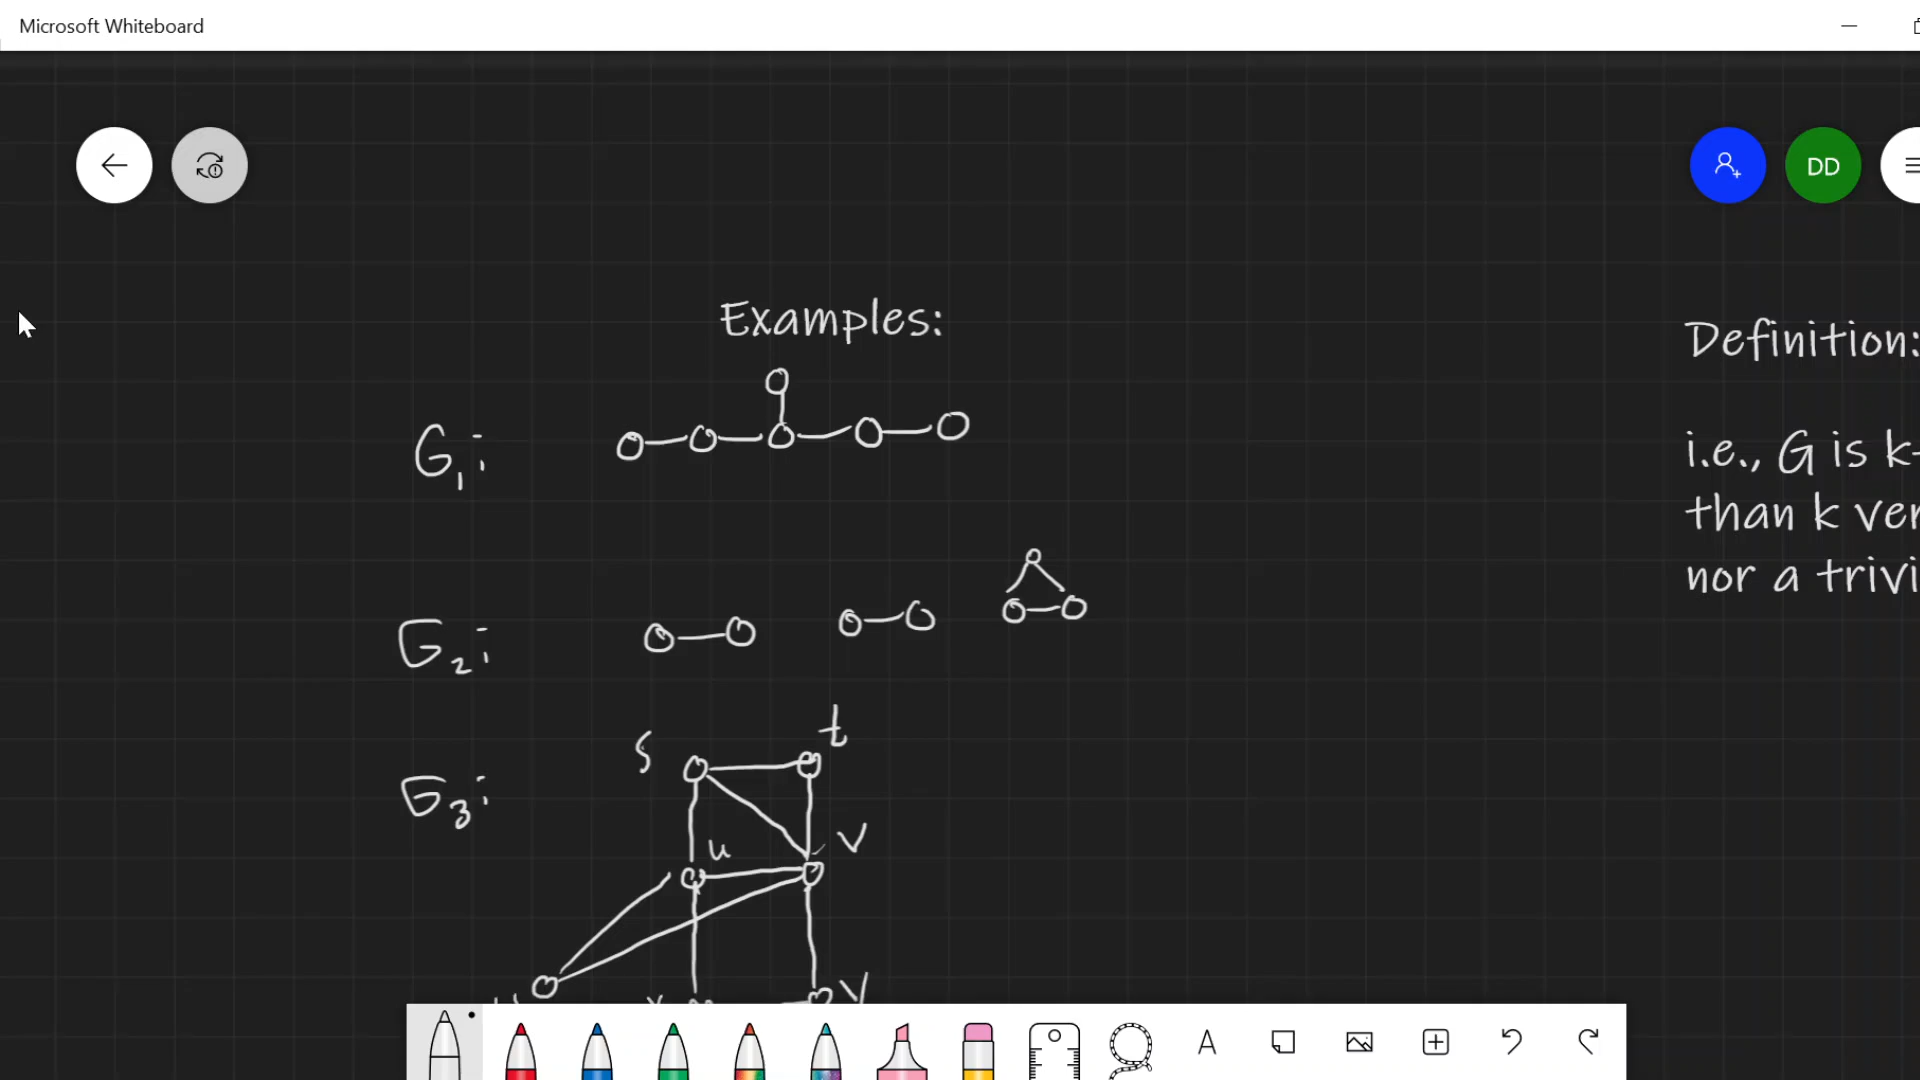 Microsoft Whiteboard
DD
Examples:
Definition:
G₁:
i.e., G is k-
than k ver
nor a trivi
G₂:
s t
G₃:
u v